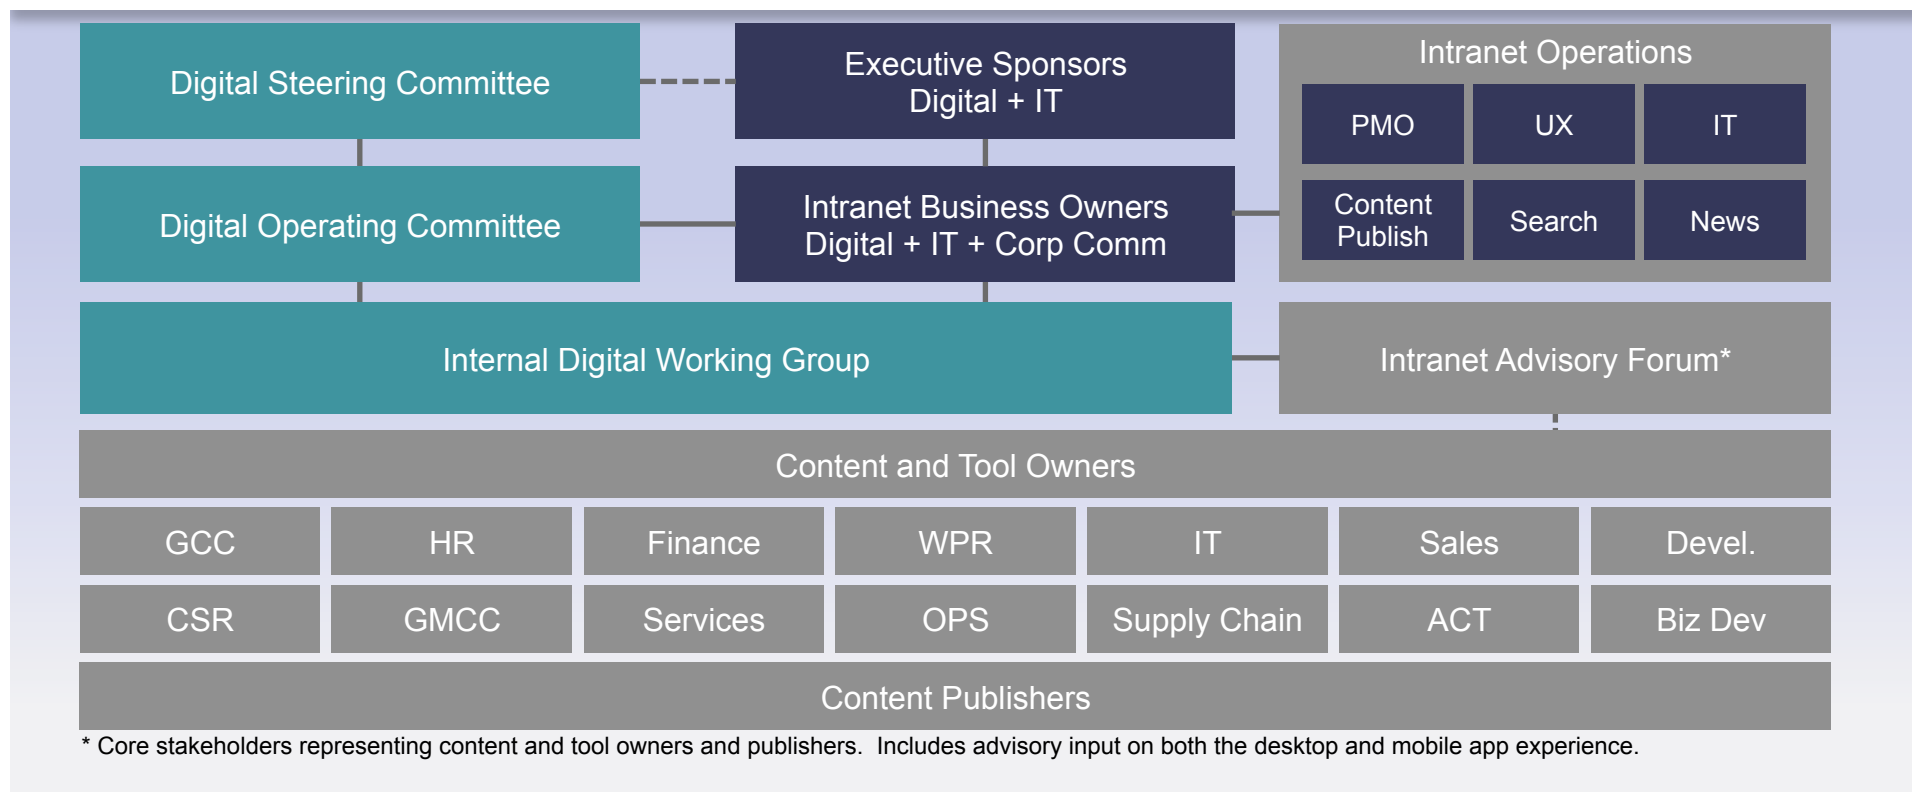 Digital Steering Committee
Executive Sponsors
Digital + IT
Intranet Operations
PMO
UX
IT
Content
Publish
Search
News
Digital Operating Committee
Intranet Business Owners
Digital + IT + Corp Comm
Internal Digital Working Group
Intranet Advisory Forum*
Content and Tool Owners
GCC
HR
Finance
WPR
IT
Sales
Devel.
CSR
GMCC
Services
OPS
Supply Chain
ACT
Biz Dev
Content Publishers
* Core stakeholders representing content and tool owners and publishers.  Includes advisory input on both the desktop and mobile app experience.